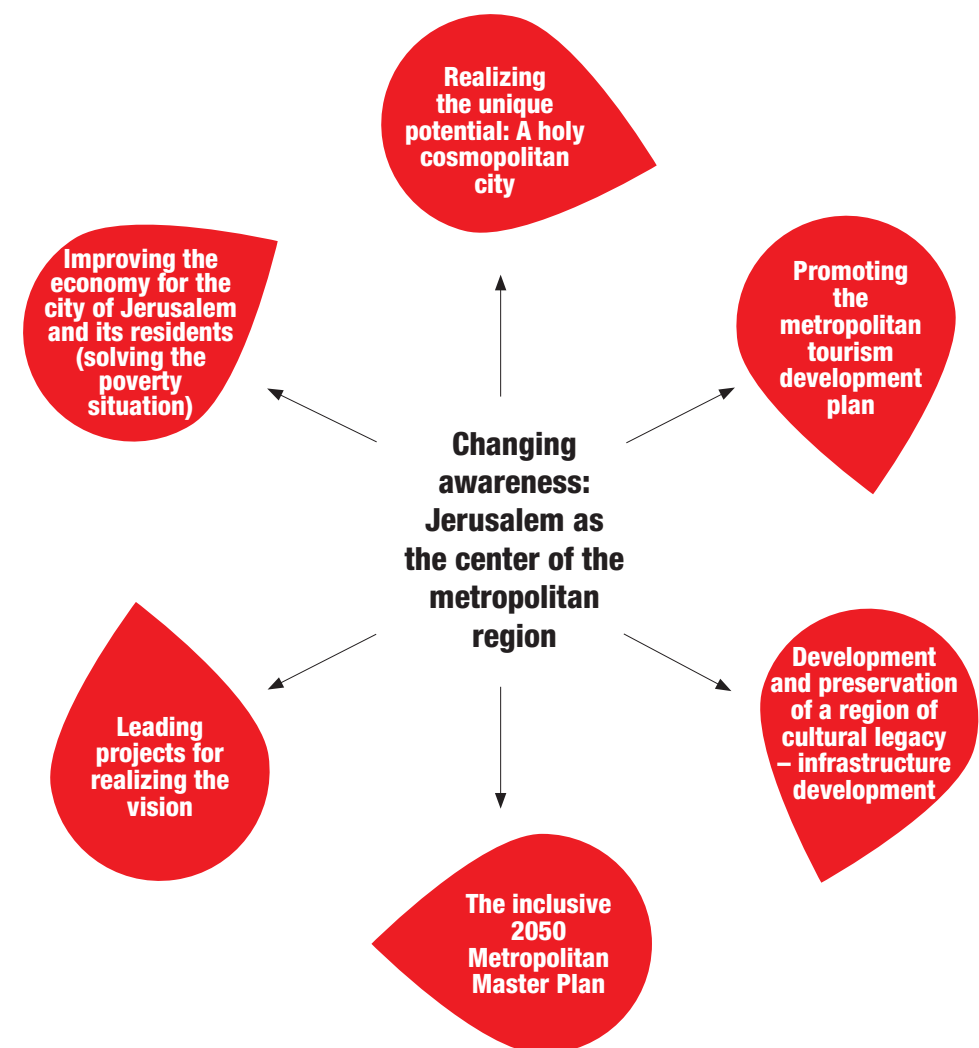 Realizing
the unique
potential: A holy
cosmopolitan
city
Promoting
the
metropolitan
tourism
development
plan
Development
and preservation
of a region of
cultural legacy
– infrastructure
development
The inclusive
2050
Metropolitan
Master Plan
Leading
projects for
realizing the
vision
Improving the
economy for the
city of Jerusalem
and its residents
(solving the
poverty
situation)
Changing
awareness:
Jerusalem as
the center of the
metropolitan
region